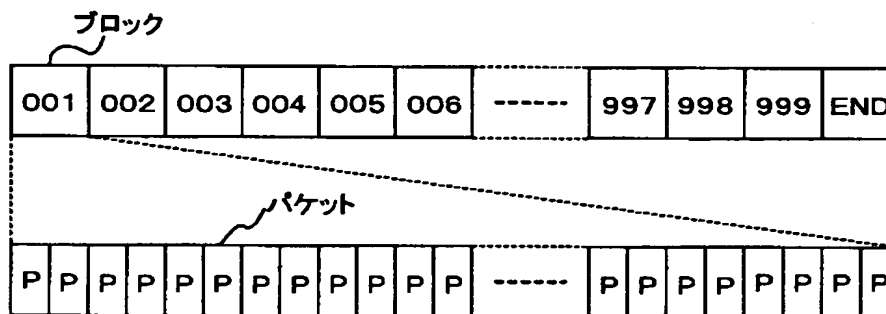 ブロック
001 002 003 004 005 006 ------ 997 998 999 END
パケット
P P P P P P P P P P P P ------ P P P P P P P P